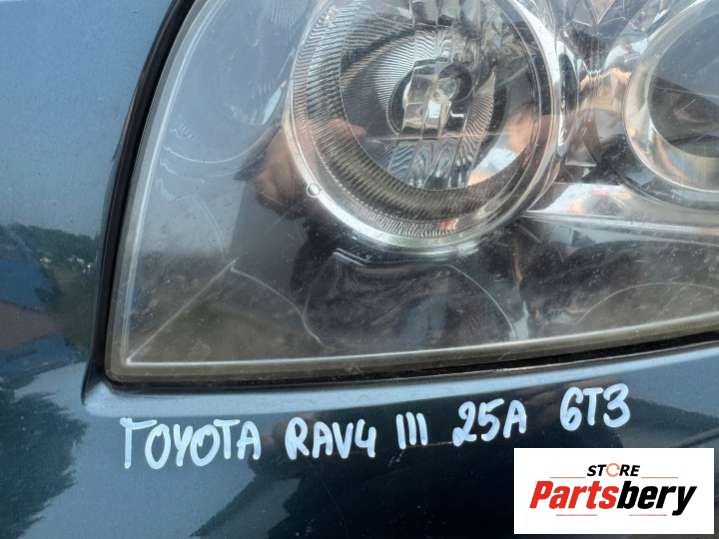 TOYOTA RAV4 III 25A 6T3
STORE
Partsbery